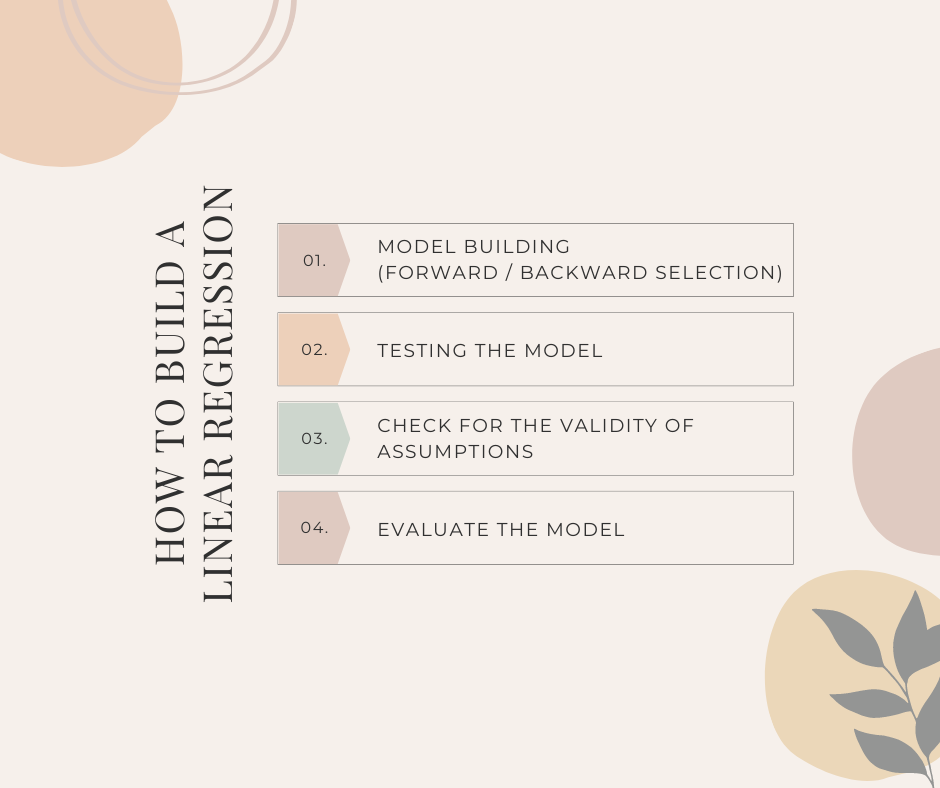 HOW TO BUILD A
LINEAR REGRESSION
01.
MODEL BUILDING
(FORWARD / BACKWARD SELECTION)
02.
TESTING THE MODEL
03.
CHECK FOR THE VALIDITY OF
ASSUMPTIONS
04.
EVALUATE THE MODEL